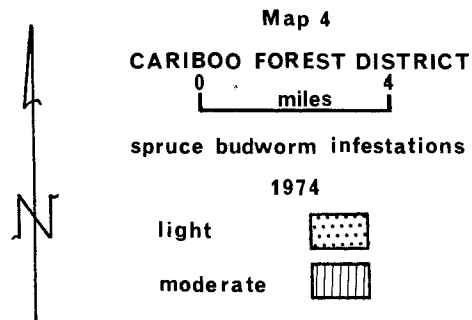 Map 4
CARIBOO FOREST DISTRICT
0 4
miles
spruce budworm infestations
1974
light
moderate
N